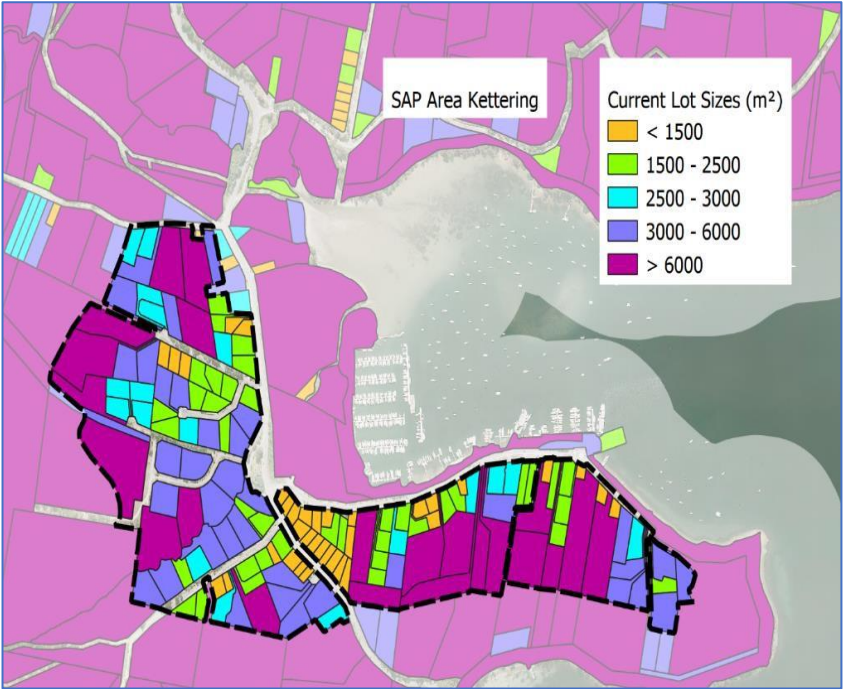 SAP Area Kettering
Current Lot Sizes (m²)
< 1500
1500 - 2500
2500 - 3000
3000 - 6000
> 6000